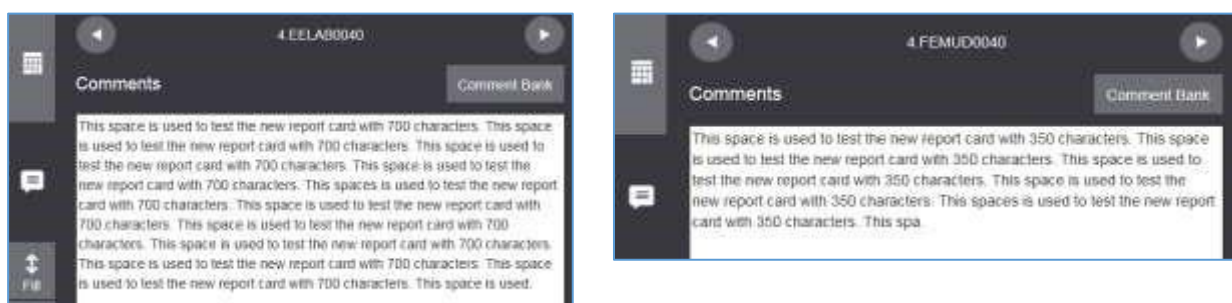 4.EELAB0040
Comments
Comment Bank
This space is used to test the new report card with 700 characters. This space
is used to test the new report card with 700 characters. This space is used to
test the new report card with 700 characters. This space is used to test the
new report card with 700 characters. This spaces is used to test the new report
card with 700 characters. This space is used to test the new report card with
700 characters. This space is used to test the new report card with 700
characters. This space is used to test the new report card with 700 characters.
This space is used to test the new report card with 700 characters. This space
is used to test the new report card with 700 characters. This space is used.
Fill
4.FEMUD0040
Comments
Comment Bank
This space is used to test the new report card with 350 characters. This space
is used to test the new report card with 350 characters. This space is used to
test the new report card with 350 characters. This space is used to test the
new report card with 350 characters. This spaces is used to test the new report
card with 350 characters. This spa